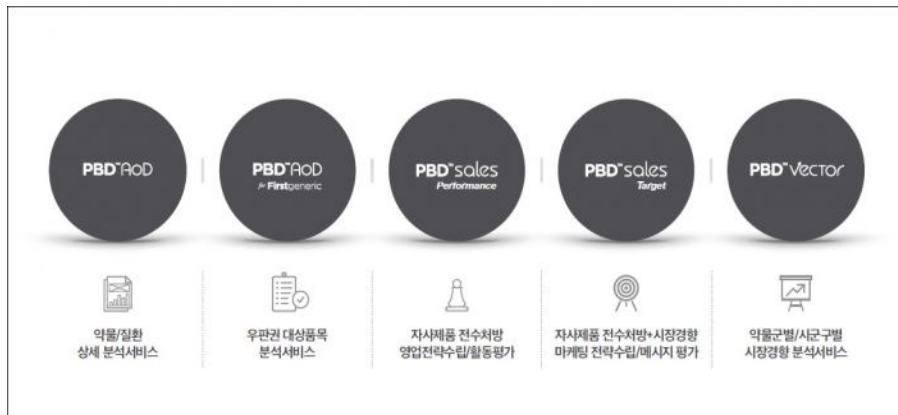 PBD™AOD
PBD™AOD
for Firstgeneric
PBD™sales
Performance
PBD™sales
Target
PBD™Vector
약물/질환
상세 분석서비스
우판권 대상품목
분석서비스
자사제품 전수처방
영업전략수립/활동평가
자사제품 전수처방+시장경향
마케팅 전략수립/메시지 평가
약물군별/시군구별
시장경향 분석서비스